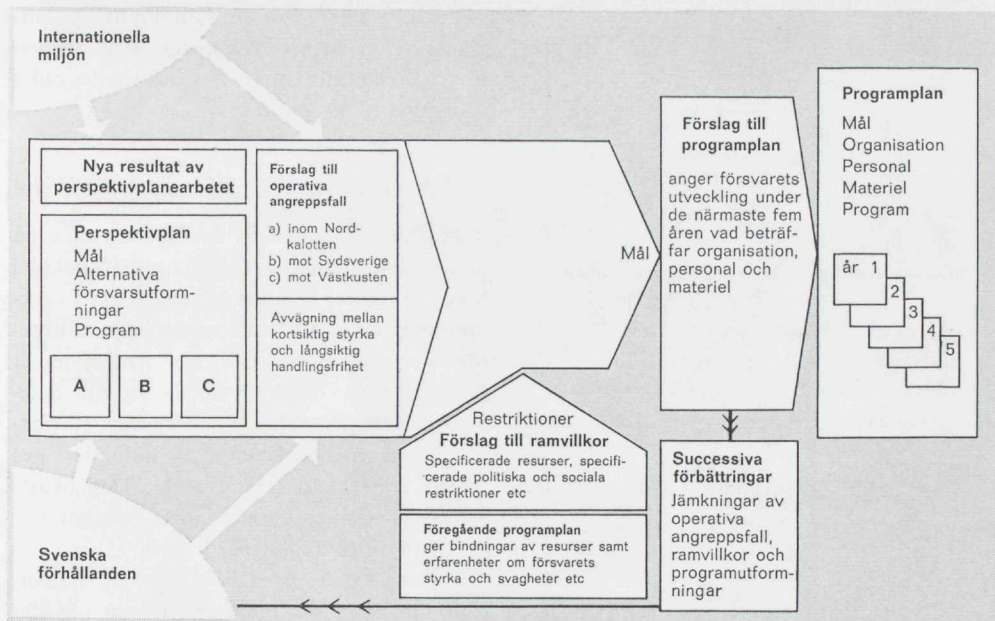 Internationella
miljön
Nya resultat av
perspektivplanearbetet
Perspektivplan
Mål
Alternativa
försvarsutform-
ningar
Program
A B C
Förslag till
operativa
angreppsfall
a) inom Nord-
kalotten
b) mot Sydsverige
c) mot Västkusten
Avvägning mellan
kortsiktig styrka
och långsiktig
handlingsfrihet
Mål
Restriktioner
Förslag till ramvillkor
Specificerade resurser, specifi-
cerade politiska och sociala
restriktioner etc
Föregående programplan
ger bindningar av resurser samt
erfarenheter om försvarets
styrka och svagheter etc
Förslag till
programplan
anger försvarets
utveckling under
de närmaste fem
åren vad beträf-
far organisation,
personal och
materiel
Successiva
förbättringar
Jämkningar av
operativa
angreppsfall,
ramvillkor och
programutform-
ningar
Programplan
Mål
Organisation
Personal
Materiel
Program
år 1
2
3
4
5
Svenska
förhållanden